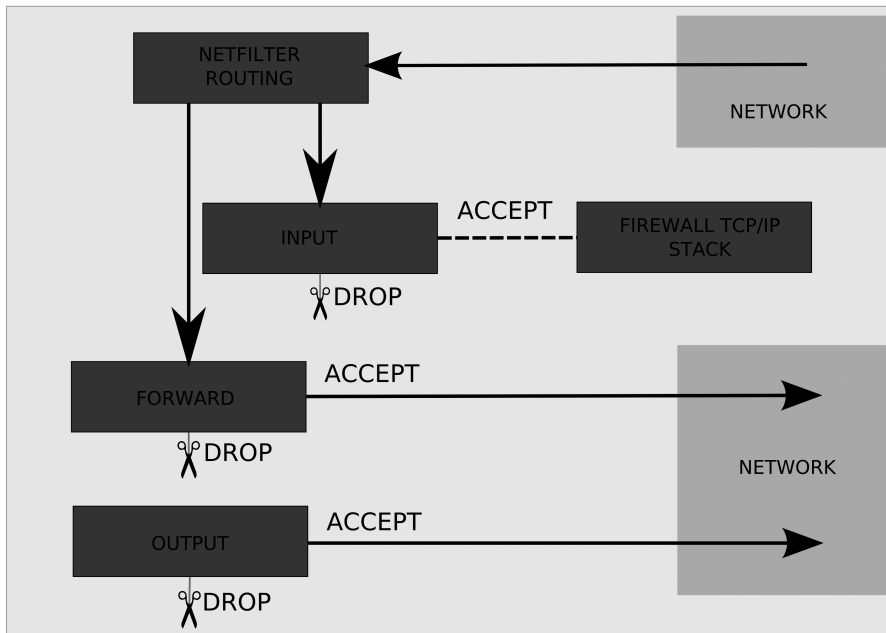 NETFILTER
ROUTING
NETWORK
INPUT
ACCEPT
FIREWALL TCP/IP
STACK
DROP
FORWARD
ACCEPT
DROP
NETWORK
OUTPUT
ACCEPT
DROP